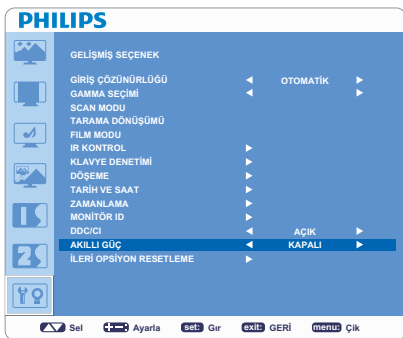 PHILIPS
GELİŞMİŞ SEÇENEK
GİRİŞ ÇÖZÜNÜRLÜĞÜ OTOMATİK
GAMMA SEÇİMİ
SCAN MODU
TARAMA DÖNÜŞÜMÜ
FILM MODU
IR KONTROL
KLAVYE DENETİMİ
DÖŞEME
TARİH VE SAAT
ZAMANLAMA
MONİTÖR ID
DDC/CI AÇIK
AKILLI GÜÇ KAPALI
İLERİ OPSİYON RESETLEME
Sel Ayarla set: Gır exit: GERİ menu: Çik